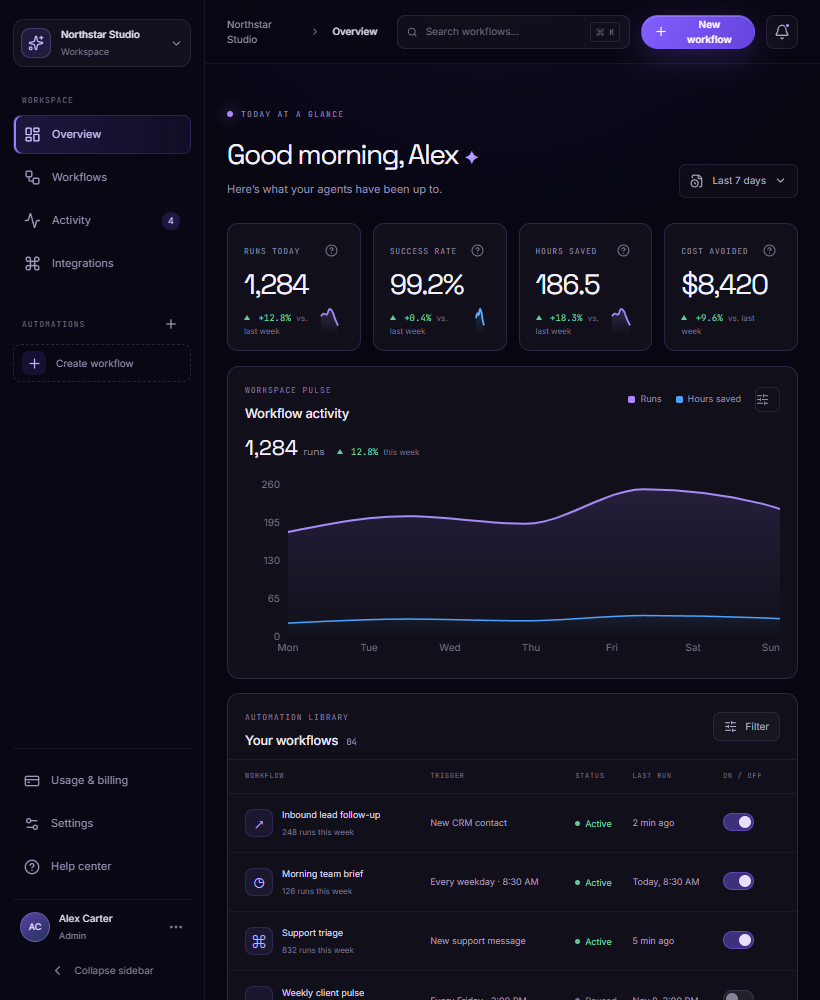 Northstar Studio
Workspace
WORKSPACE
Overview
Workflows
Activity
4
Integrations
AUTOMATIONS
Create workflow
Usage & billing
Settings
Help center
AC
Alex Carter
Admin
Collapse sidebar
Northstar
Studio
Overview
Search workflows...
⌘ K
New
workflow
TODAY AT A GLANCE
Good morning, Alex
Here's what your agents have been up to.
Last 7 days
RUNS TODAY
1,284
+12.8% vs.
last week
SUCCESS RATE
99.2%
+0.4% vs.
last week
HOURS SAVED
186.5
+18.3% vs.
last week
COST AVOIDED
$8,420
+9.6% vs. last
week
WORKSPACE PULSE
Workflow activity
Runs
Hours saved
1,284 runs
12.8% this week
260
195
130
65
0
Mon
Tue
Wed
Thu
Fri
Sat
Sun
AUTOMATION LIBRARY
Your workflows 04
Filter
WORKFLOW
TRIGGER
STATUS
LAST RUN
ON / OFF
Inbound lead follow-up
248 runs this week
New CRM contact
Active
2 min ago
Morning team brief
126 runs this week
Every weekday · 8:30 AM
Active
Today, 8:30 AM
Support triage
832 runs this week
New support message
Active
5 min ago
Weekly client pulse